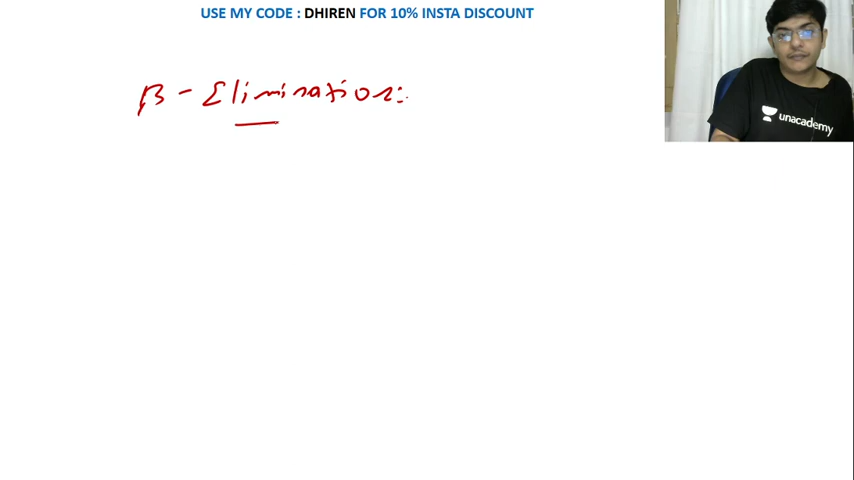 USE MY CODE : DHIREN FOR 10% INSTA DISCOUNT
β - Elimination:
unacademy